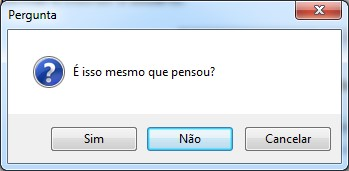 Pergunta
É isso mesmo que pensou?
Sim Não Cancelar